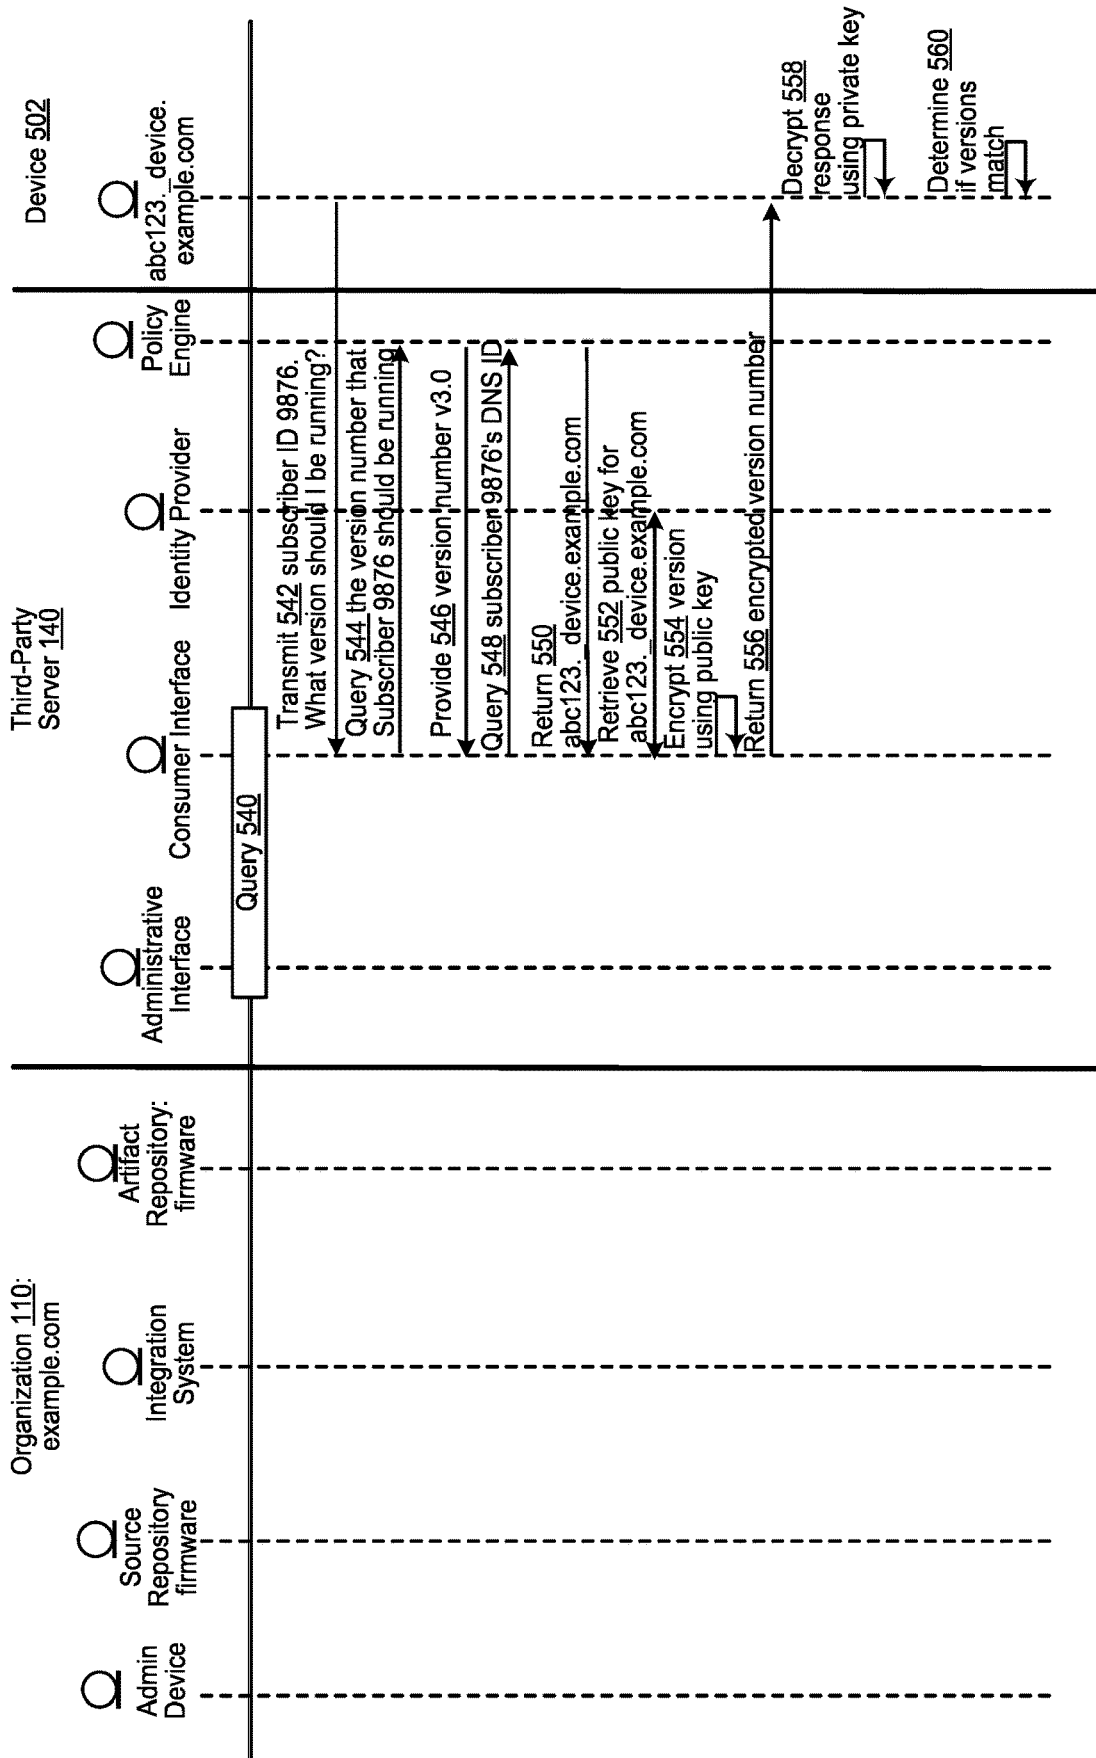 Organization 110:
example.com
Third-Party
Server 140
Device 502
Admin
Device
Source
Repository
firmware
Integration
System
Artifact
Repository:
firmware
Administrative
Interface
Consumer Interface
Identity Provider
Policy
Engine
abc123._device.
example.com
Query 540
Transmit 542 subscriber ID 9876.
What version should I be running?
Query 544 the version number that
Subscriber 9876 should be running
Provide 546 version number v3.0
Query 548 subscriber 9876's DNS ID
Return 550
abc123._device.example.com
Retrieve 552 public key for
abc123._device.example.com
Encrypt 554 version
using public key
Return 556 encrypted version number
Decrypt 558
response
using private key
Determine 560
if versions
match